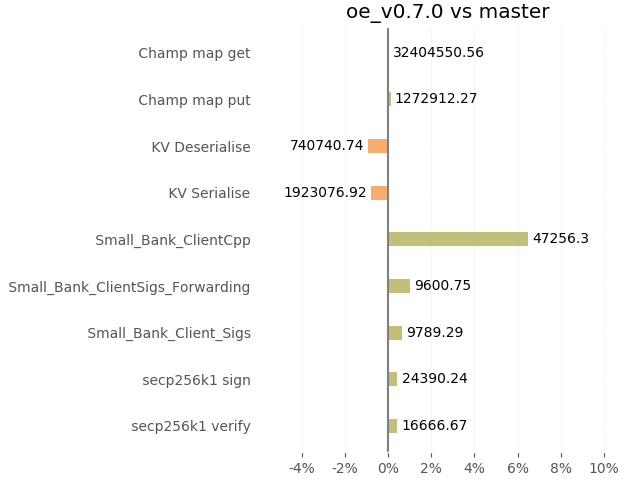 oe_v0.7.0 vs master
Champ map get 32404550.56
Champ map put 1272912.27
KV Deserialise 740740.74
KV Serialise 1923076.92
Small_Bank_ClientCpp 47256.3
Small_Bank_ClientSigs_Forwarding 9600.75
Small_Bank_Client_Sigs 9789.29
secp256k1 sign 24390.24
secp256k1 verify 16666.67
-4% -2% 0% 2% 4% 6% 8% 10%